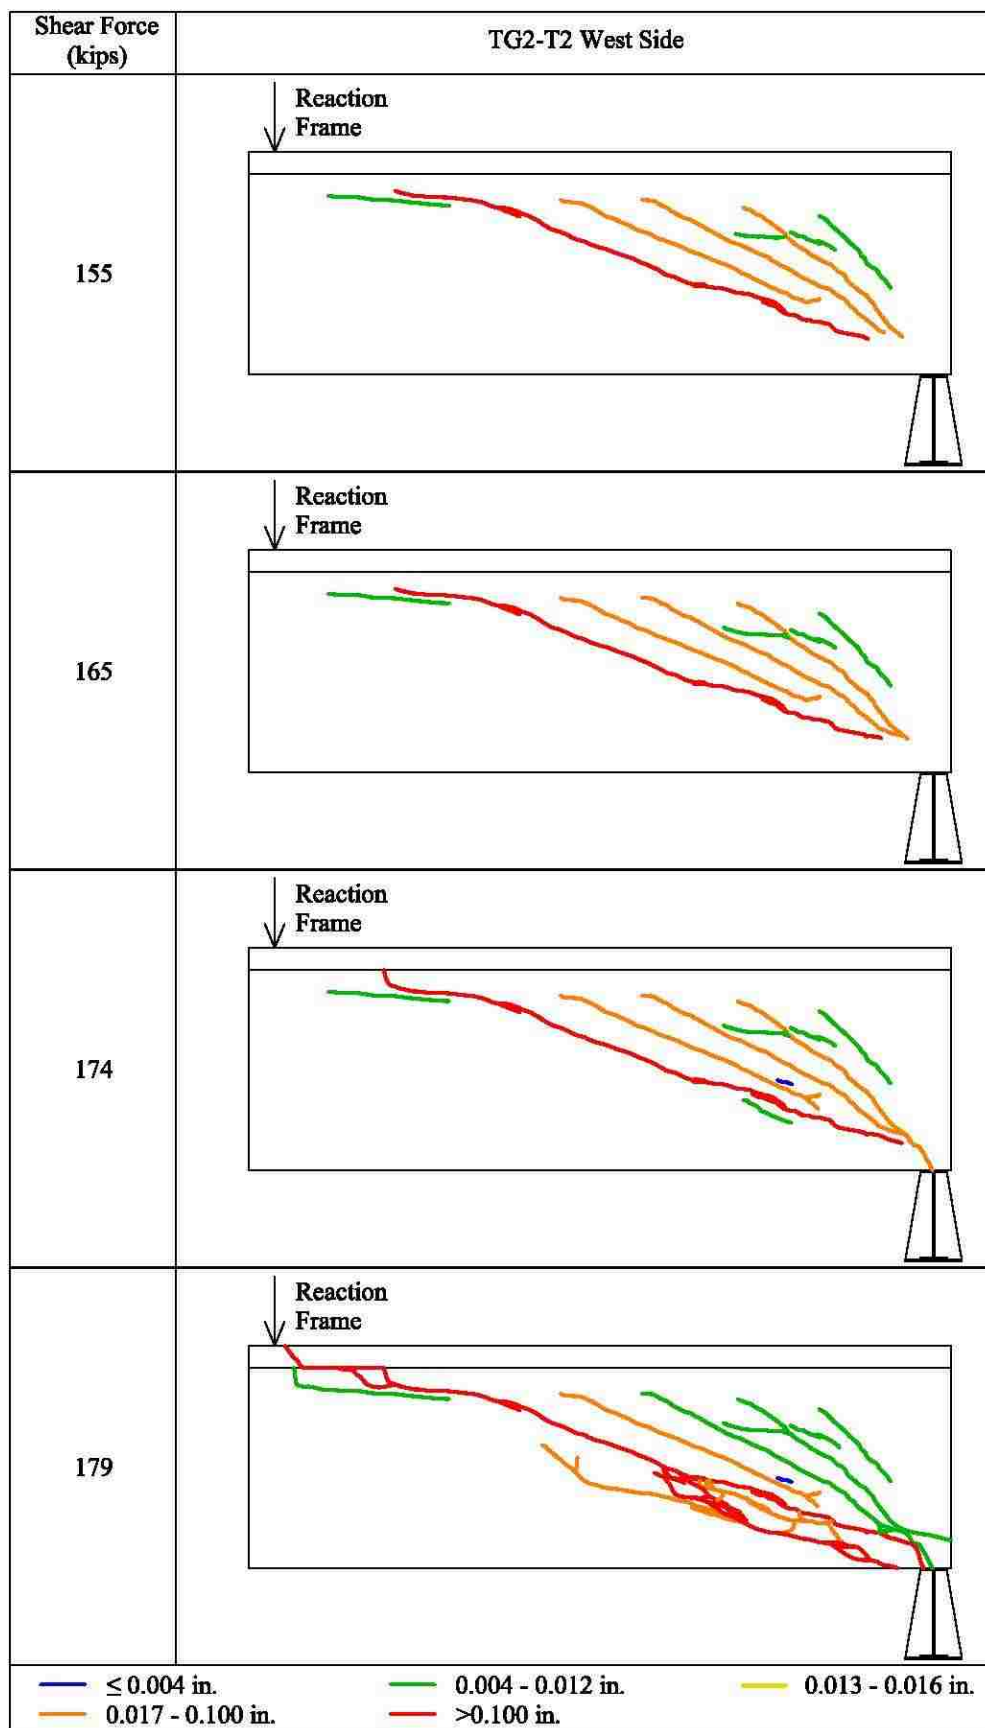 Shear Force
(kips)
TG2-T2 West Side
Reaction
Frame
155
Reaction
Frame
165
Reaction
Frame
174
Reaction
Frame
179
≤ 0.004 in.
0.004 - 0.012 in.
0.013 - 0.016 in.
0.017 - 0.100 in.
>0.100 in.